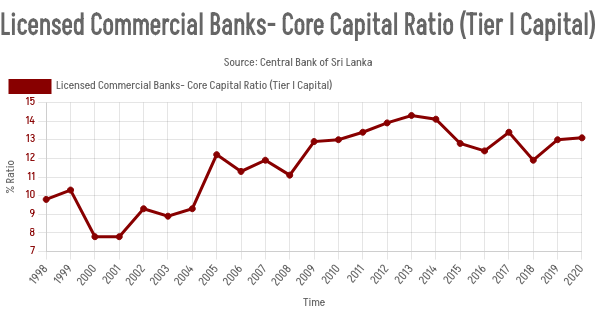 Licensed Commercial Banks- Core Capital Ratio (Tier I Capital)
Source: Central Bank of Sri Lanka
Licensed Commercial Banks- Core Capital Ratio (Tier I Capital)
15
14
13
12
11
10
9
8
7
% Ratio
1998 1999 2000 2001 2002 2003 2004 2005 2006 2007 2008 2009 2010 2011 2012 2013 2014 2015 2016 2017 2018 2019 2020
Time